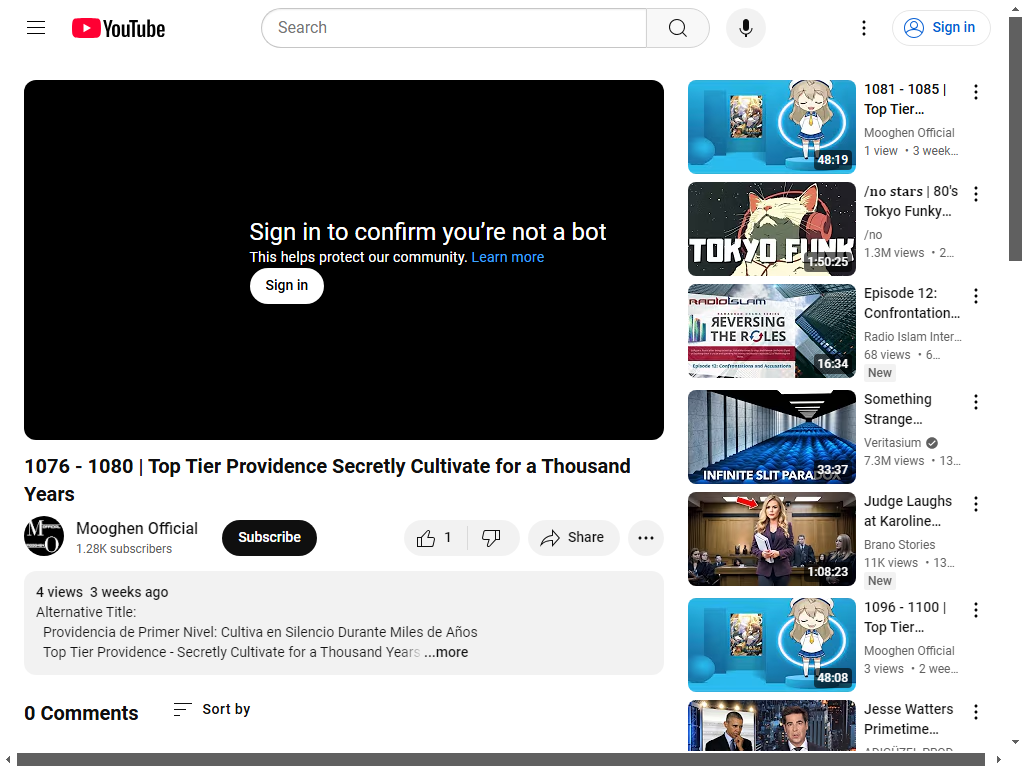 YouTube
Search
Sign in
Sign in to confirm you’re not a bot
This helps protect our community. Learn more
Sign in
1076 - 1080 | Top Tier Providence Secretly Cultivate for a Thousand
Years
Mooghen Official
1.28K subscribers
Subscribe
1
Share
4 views 3 weeks ago
Alternative Title:
Providencia de Primer Nivel: Cultiva en Silencio Durante Miles de Años
Top Tier Providence - Secretly Cultivate for a Thousand Years ...more
0 Comments
Sort by
48:19
1081 - 1085 |
Top Tier…
Mooghen Official
1 view • 3 week…
TOKYO FUNK
1:50:25
/no stars | 80's
Tokyo Funky…
/no
1.3M views • 2…
RADIOISLAM
REVERSING
THE ROLES
Episode 12: Confrontations and Accusations
16:34
Episode 12:
Confrontation…
Radio Islam Inter…
68 views • 6…
New
INFINITE SLIT PARADOX
33:37
Something
Strange…
Veritasium
7.3M views • 13…
1:08:23
Judge Laughs
at Karoline…
Brano Stories
11K views • 13…
New
48:08
1096 - 1100 |
Top Tier…
Mooghen Official
3 views • 2 wee…
Jesse Watters
Primetime…